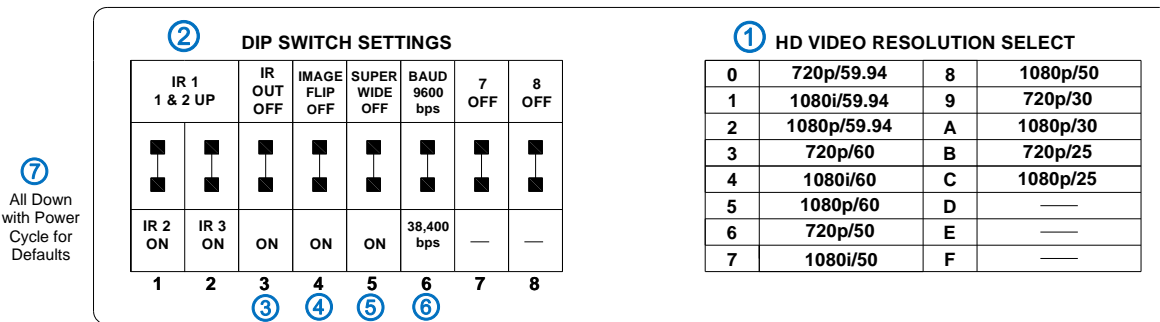 ② DIP SWITCH SETTINGS
IR 1
1 & 2 UP
IR
OUT
OFF
IMAGE
FLIP
OFF
SUPER
WIDE
OFF
BAUD
9600
bps
7
OFF
8
OFF
⑦
All Down
with Power
Cycle for
Defaults
IR 2
ON
IR 3
ON
ON
ON
ON
38,400
bps
—
—
1 2 3 4 5 6 7 8
③ ④ ⑤ ⑥
① HD VIDEO RESOLUTION SELECT
0 720p/59.94 8 1080p/50
1 1080i/59.94 9 720p/30
2 1080p/59.94 A 1080p/30
3 720p/60 B 720p/25
4 1080i/60 C 1080p/25
5 1080p/60 D —
6 720p/50 E —
7 1080i/50 F —